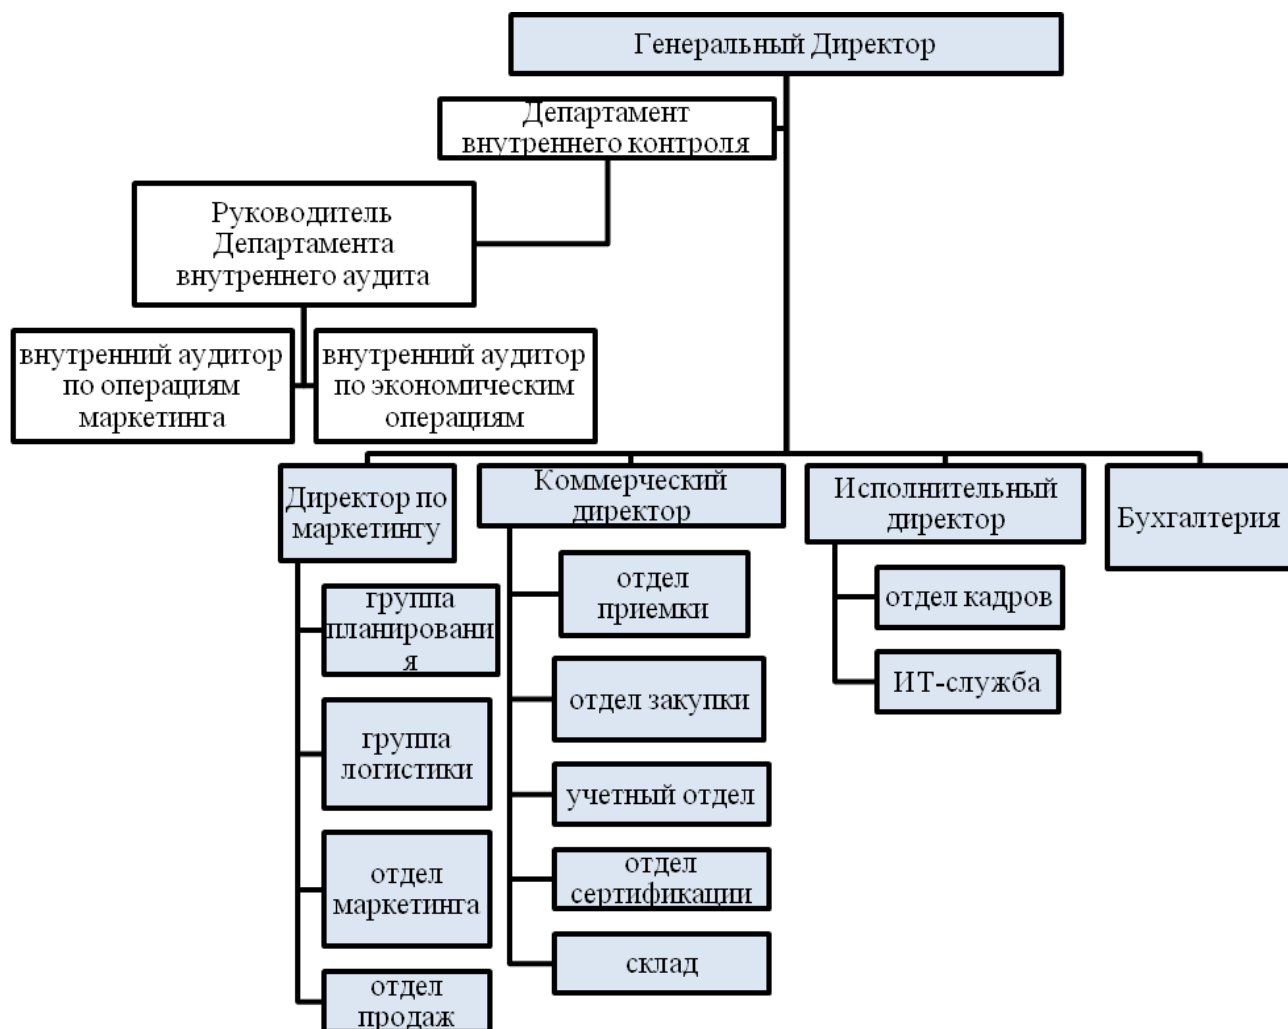 Генеральный Директор
Департамент
внутреннего контроля
Руководитель
Департамента
внутреннего аудита
внутренний аудитор
по операциям
маркетинга
внутренний аудитор
по экономическим
операциям
Директор по
маркетингу
Коммерческий
директор
Исполнительный
директор
Бухгалтерия
группа
планировани
я
группа
логистики
отдел
маркетинга
отдел
продаж
отдел
приемки
отдел закупки
учетный отдел
отдел
сертификации
склад
отдел кадров
ИТ-служба